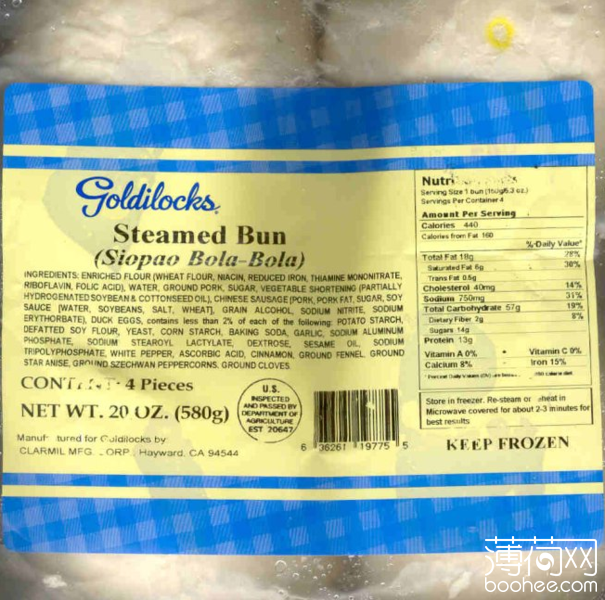 Goldilocks
Steamed Bun
(Siopao Bola-Bola)
INGREDIENTS: ENRICHED FLOUR (WHEAT FLOUR, NIACIN, REDUCED IRON, THIAMINE MONONITRATE,
RIBOFLAVIN, FOLIC ACID), WATER, GROUND PORK, SUGAR, VEGETABLE SHORTENING (PARTIALLY
HYDROGENATED SOYBEAN & COTTONSEED OIL), CHINESE SAUSAGE (PORK, PORK FAT, SUGAR, SOY
SAUCE [WATER, SOYBEANS, SALT, WHEAT], GRAIN ALCOHOL, SODIUM NITRITE, SODIUM
ERYTHORBATE), DUCK EGGS, contains less than 2% of each of the following: POTATO STARCH,
DEFATTED SOY FLOUR, YEAST, CORN STARCH, BAKING SODA, GARLIC, SODIUM ALUMINUM
PHOSPHATE, SODIUM STEAROYL LACTYLATE, DEXTROSE, SESAME OIL, SODIUM
TRIPOLYPHOSPHATE, WHITE PEPPER, ASCORBIC ACID, CINNAMON, GROUND FENNEL, GROUND
STAR ANISE, GROUND SZECHWAN PEPPERCORNS, GROUND CLOVES.
4 Pieces
NET WT. 20 OZ. (580g)
U.S.
INSPECTED
AND PASSED BY
DEPARTMENT OF
AGRICULTURE
EST 20647
for Goldilocks by:
CLARMIL MFG. Hayward, CA 94544
6 36261 19775 5
Serving Size 1 bun
Servings Per Container 4
Amount Per Serving
Calories 440
Calories from Fat 160
%-Daily Value*
Total Fat 18g 28%
Saturated Fat 6g 30%
Trans Fat 0.5g
Cholesterol 40mg 14%
Sodium 750mg 31%
Total Carbohydrate 57g 19%
Dietary Fiber 2g 8%
Sugars 14g
Protein 13g
Vitamin A 0% • Vitamin C 0%
Calcium 8% Iron 15%
Store in freezer. Re-steam or
Microwave covered for about 2-3 minutes for
best results
KEEP FROZEN
薄荷网
boohee.com